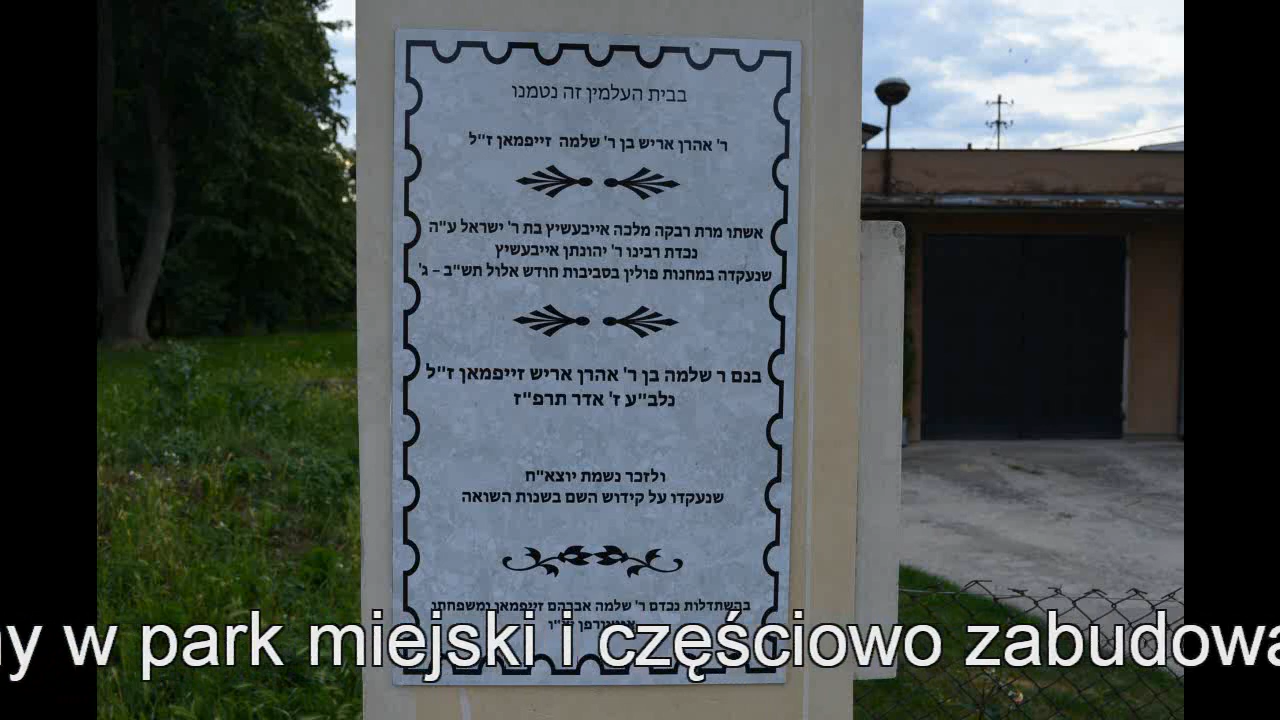 בבית העלמין זה נטמנו
ר' אהרן אריש בן ר' שלמה זייפמאן ז"ל
אשתו מרת רבקה מלכה אייבעשיץ בת ר' ישראל ע"ה
נכדת רבינו ר' יהונתן אייבעשיץ
שנעקדה במחנות פולין בסביבות חודש אלול תש"ב – ג'
בנם ר שלמה בן ר' אהרן אריש זייפמאן ז"ל
נלב"ע ז' אדר תרפ"ז
ולזכר נשמת יוצא"ח
שנעקדו על קידוש השם בשנות השואה
בהשתדלות נכדם ר' שלמה אברהם זייפמאן ומשפחתו
w park miejski i częściowo